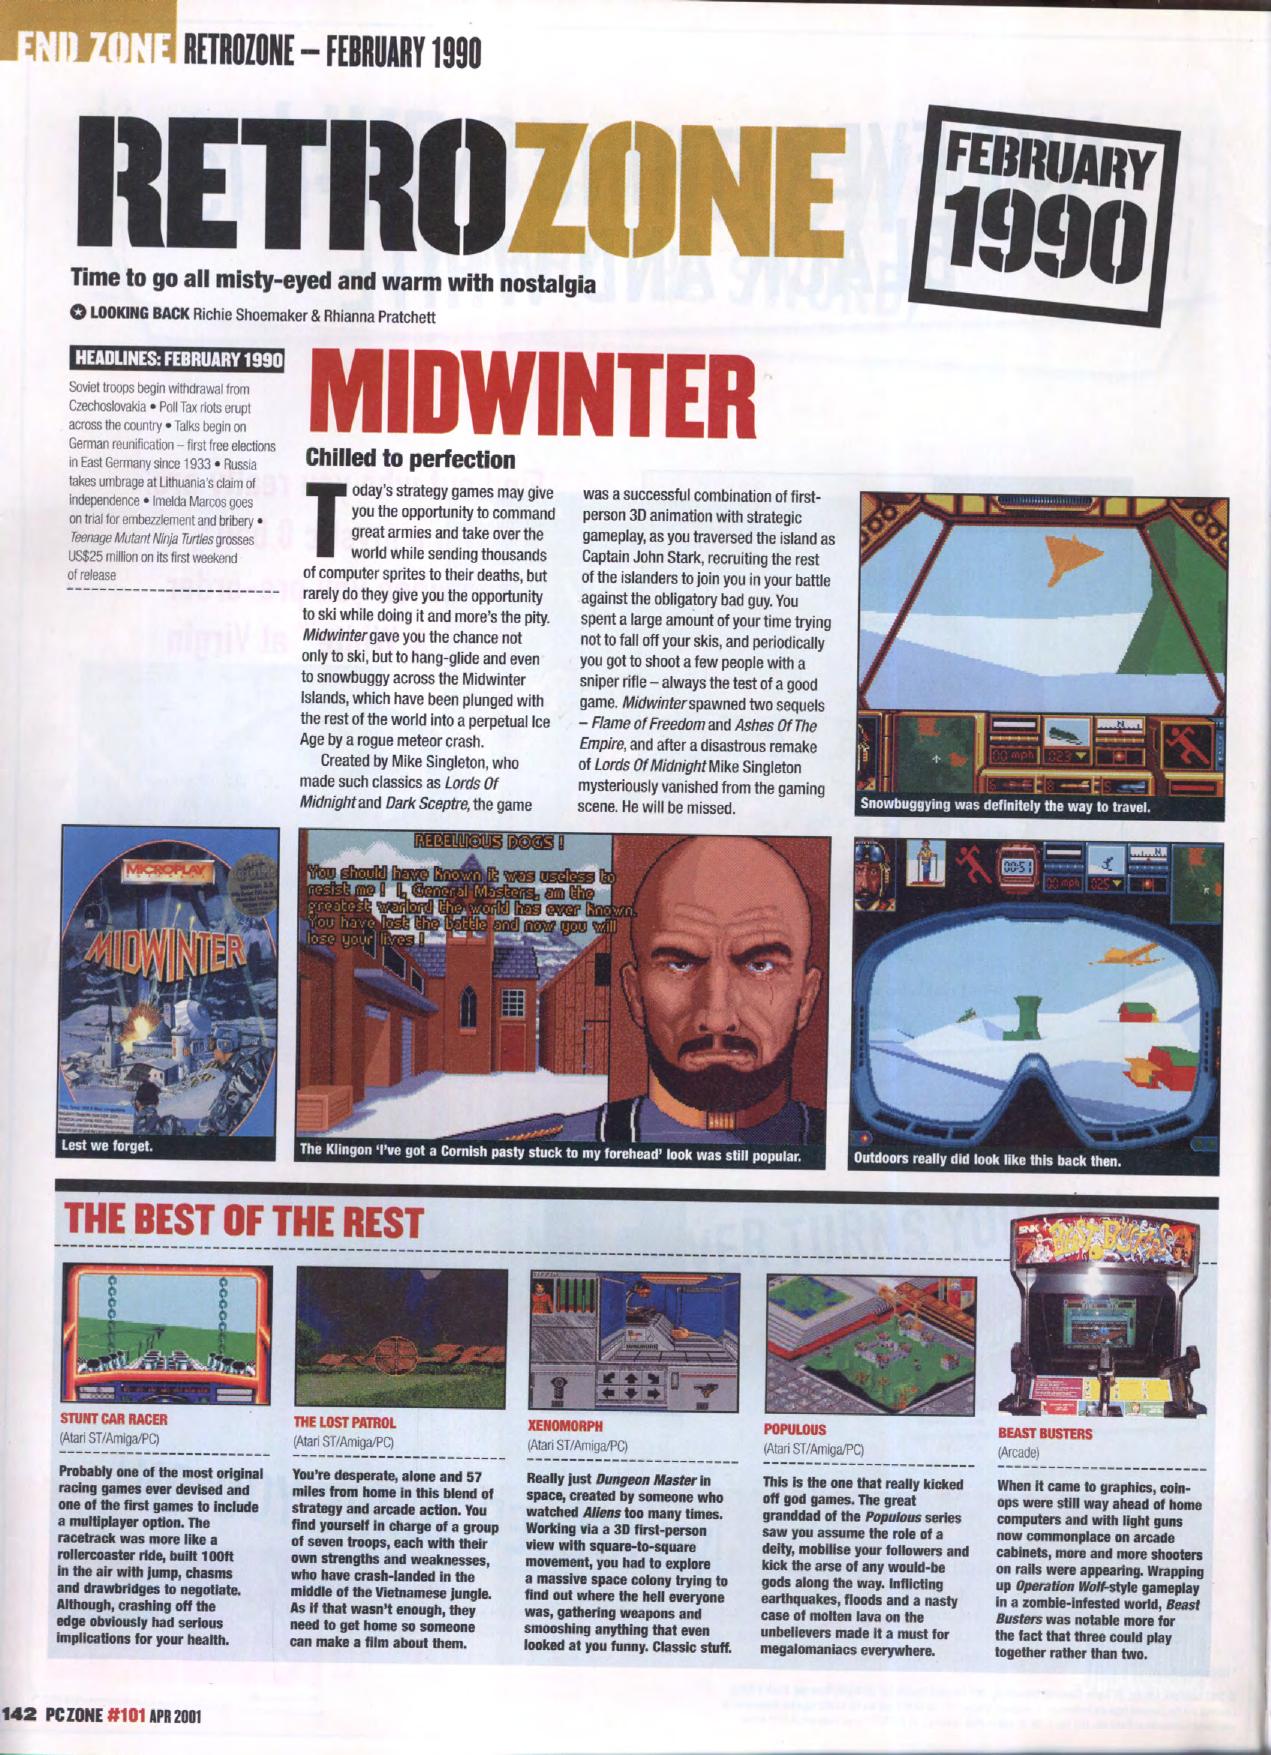 END ZONE RETROZONE – FEBRUARY 1990
RETROZONE
FEBRUARY
1990
Time to go all misty-eyed and warm with nostalgia
LOOKING BACK Richie Shoemaker & Rhianna Pratchett
HEADLINES: FEBRUARY 1990
Soviet troops begin withdrawal from
Czechoslovakia • Poll Tax riots erupt
across the country • Talks begin on
German reunification – first free elections
in East Germany since 1933 • Russia
takes umbrage at Lithuania's claim of
independence • Imelda Marcos goes
on trial for embezzlement and bribery •
Teenage Mutant Ninja Turtles grosses
US$25 million on its first weekend
of release
MIDWINTER
Chilled to perfection
Today's strategy games may give
you the opportunity to command
great armies and take over the
world while sending thousands
of computer sprites to their deaths, but
rarely do they give you the opportunity
to ski while doing it and more's the pity.
Midwinter gave you the chance not
only to ski, but to hang-glide and even
to snowbuggy across the Midwinter
Islands, which have been plunged with
the rest of the world into a perpetual Ice
Age by a rogue meteor crash.
Created by Mike Singleton, who
made such classics as Lords Of
Midnight and Dark Sceptre, the game
was a successful combination of first-
person 3D animation with strategic
gameplay, as you traversed the island as
Captain John Stark, recruiting the rest
of the islanders to join you in your battle
against the obligatory bad guy. You
spent a large amount of your time trying
not to fall off your skis, and periodically
you got to shoot a few people with a
sniper rifle – always the test of a good
game. Midwinter spawned two sequels
– Flame of Freedom and Ashes Of The
Empire, and after a disastrous remake
of Lords Of Midnight Mike Singleton
mysteriously vanished from the gaming
scene. He will be missed.
N
00 mph 023
Snowbuggying was definitely the way to travel.
MICROPLAY
MIDWINTER
Lest we forget.
REBELLIOUS DOGS !
You should have known it was useless to
resist me ! I, General Masters, am the
greatest warlord the world has ever known.
You have lost the battle and now you will
lose your lives !
The Klingon 'I've got a Cornish pasty stuck to my forehead' look was still popular.
00:51
N
00 mph 025
Outdoors really did look like this back then.
THE BEST OF THE REST
STUNT CAR RACER
(Atari ST/Amiga/PC)
Probably one of the most original
racing games ever devised and
one of the first games to include
a multiplayer option. The
racetrack was more like a
rollercoaster ride, built 100ft
in the air with jump, chasms
and drawbridges to negotiate.
Although, crashing off the
edge obviously had serious
implications for your health.
THE LOST PATROL
(Atari ST/Amiga/PC)
You're desperate, alone and 57
miles from home in this blend of
strategy and arcade action. You
find yourself in charge of a group
of seven troops, each with their
own strengths and weaknesses,
who have crash-landed in the
middle of the Vietnamese jungle.
As if that wasn't enough, they
need to get home so someone
can make a film about them.
XENOMORPH
(Atari ST/Amiga/PC)
Really just Dungeon Master in
space, created by someone who
watched Aliens too many times.
Working via a 3D first-person
view with square-to-square
movement, you had to explore
a massive space colony trying to
find out where the hell everyone
was, gathering weapons and
smooshing anything that even
looked at you funny. Classic stuff.
POPULOUS
(Atari ST/Amiga/PC)
This is the one that really kicked
off god games. The great
granddad of the Populous series
saw you assume the role of a
deity, mobilise your followers and
kick the arse of any would-be
gods along the way. Inflicting
earthquakes, floods and a nasty
case of molten lava on the
unbelievers made it a must for
megalomaniacs everywhere.
SNK
BEAST BUSTERS
BEAST BUSTERS
(Arcade)
When it came to graphics, coin-
ops were still way ahead of home
computers and with light guns
now commonplace on arcade
cabinets, more and more shooters
on rails were appearing. Wrapping
up Operation Wolf-style gameplay
in a zombie-infested world, Beast
Busters was notable more for
the fact that three could play
together rather than two.
142 PCZONE #101 APR 2001